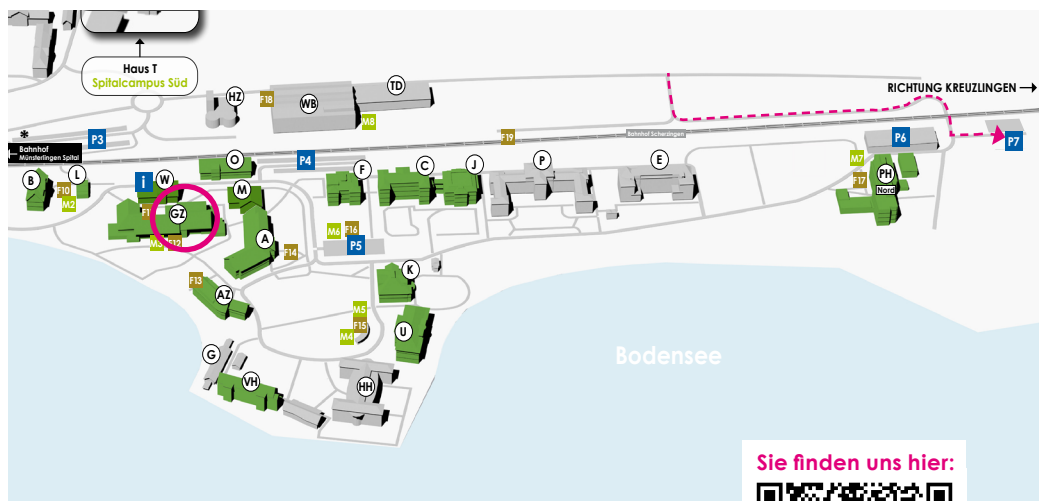 Haus T
Spitalcampus Süd
HZ
F18
WB
TD
M8
RICHTUNG KREUZLINGEN
*
P3
F19
Bahnhof Scherzingen
P6
P7
Bahnhof
Münsterlingen Spital
O
P4
F
C
J
P
E
M7
F17
PH
Nord
B
L
F10
M2
i
W
M
GZ
F12
A
F14
M6
F16
P5
F13
AZ
K
M5
F15
M4
U
G
VH
HH
Bodensee
Sie finden uns hier: